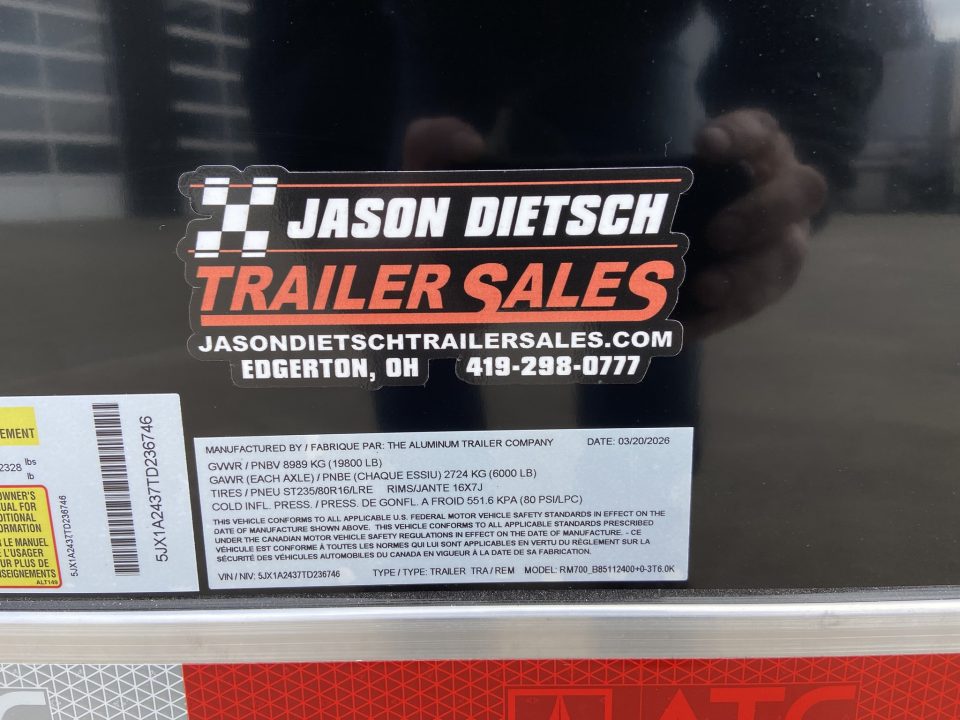 JASON DIETSCH
TRAILER SALES
JASONDIETSCHTRAILERSALES.COM
EDGERTON, OH 419-298-0777
EMENT
2328 lbs
lb
OWNER'S
UAL FOR
DITIONAL
ORMATION
N LE MANUEL
L'USAGER
UR PLUS DE
SEIGNEMENTS
ALT149
5JX1A2437TD236746
5JX1A2437TD236746
MANUFACTURED BY / FABRIQUE PAR: THE ALUMINUM TRAILER COMPANY DATE: 03/20/2026
GVWR / PNBV 8989 KG (19800 LB)
GAWR (EACH AXLE) / PNBE (CHAQUE ESSIU) 2724 KG (6000 LB)
TIRES / PNEU ST235/80R16/LRE RIMS/JANTE 16X7J
COLD INFL. PRESS. / PRESS. DE GONFL. A FROID 551.6 KPA (80 PSI/LPC)
THIS VEHICLE CONFORMS TO ALL APPLICABLE U.S. FEDERAL MOTOR VEHICLE SAFETY STANDARDS IN EFFECT ON THE
DATE OF MANUFACTURE SHOWN ABOVE. THIS VEHICLE CONFORMS TO ALL APPLICABLE STANDARDS PRESCRIBED
UNDER THE CANADIAN MOTOR VEHICLE SAFETY REGULATIONS IN EFFECT ON THE DATE OF MANUFACTURE. - CE
VÉHICULE EST CONFORME À TOUTES LES NORMES QUI LUI SONT APPLICABLES EN VERTU DU RÈGLEMENT SUR LA
SÉCURITÉ DES VÉHICULES AUTOMOBILES DU CANADA EN VIGUEUR À LA DATE DE SA FABRICATION.
VIN / NIV: 5JX1A2437TD236746 TYPE / TYPE: TRAILER TRA / REM MODEL: RM700_B85112400+0-3T6.0K
ATC